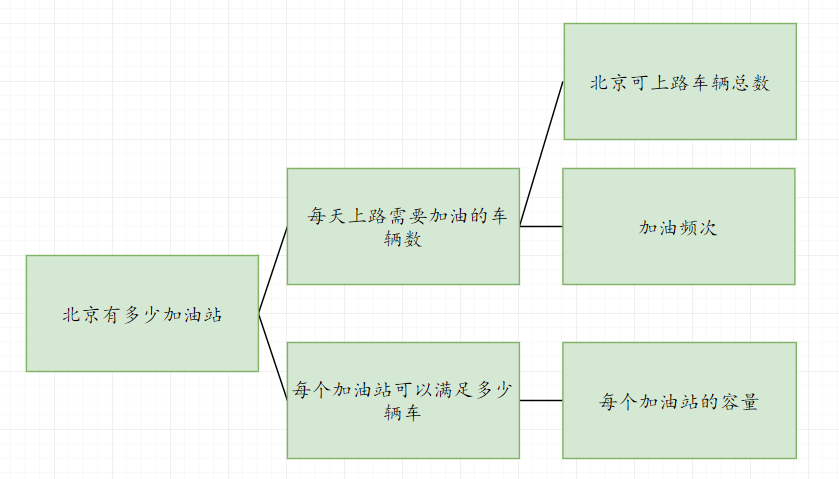 北京可上路车辆总数
每天上路需要加油的车
辆数
加油频次
北京有多少加油站
每个加油站可以满足多少
辆车
每个加油站的容量